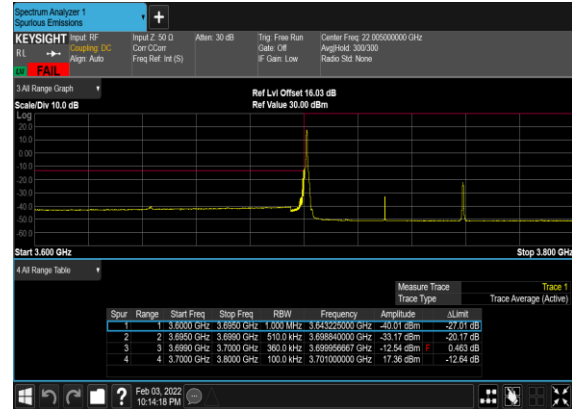 Spectrum Analyzer 1
Spurious Emissions
KEYSIGHT
RL
LW FAIL
Input: RF
Coupling: DC
Align: Auto
Input Z: 50 Ω
Corr CCorr
Freq Ref: Int (S)
Atten: 30 dB
Trig: Free Run
Gate: Off
IF Gain: Low
Center Freq: 22.005000000 GHz
Avg|Hold: 300/300
Radio Std: None
3 All Range Graph
Scale/Div 10.0 dB
Ref Lvl Offset 16.03 dB
Ref Value 30.00 dBm
Log
20.0
10.0
0.00
-10.0
-20.0
-30.0
-40.0
-50.0
-60.0
Start 3.600 GHz Stop 3.800 GHz
4 All Range Table
Measure Trace Trace 1
Trace Type Trace Average (Active)
Spur Range Start Freq Stop Freq RBW Frequency Amplitude ΔLimit
1 1 3.6000 GHz 3.6950 GHz 1.000 MHz 3.643225000 GHz -40.01 dBm -27.01 dB
2 2 3.6950 GHz 3.6990 GHz 510.0 kHz 3.698840000 GHz -33.17 dBm -20.17 dB
3 3 3.6990 GHz 3.7000 GHz 360.0 kHz 3.699956667 GHz -12.54 dBm F 0.463 dB
4 4 3.7000 GHz 3.8000 GHz 100.0 kHz 3.701000000 GHz 17.36 dBm -12.64 dB
Feb 03, 2022
10:14:18 PM